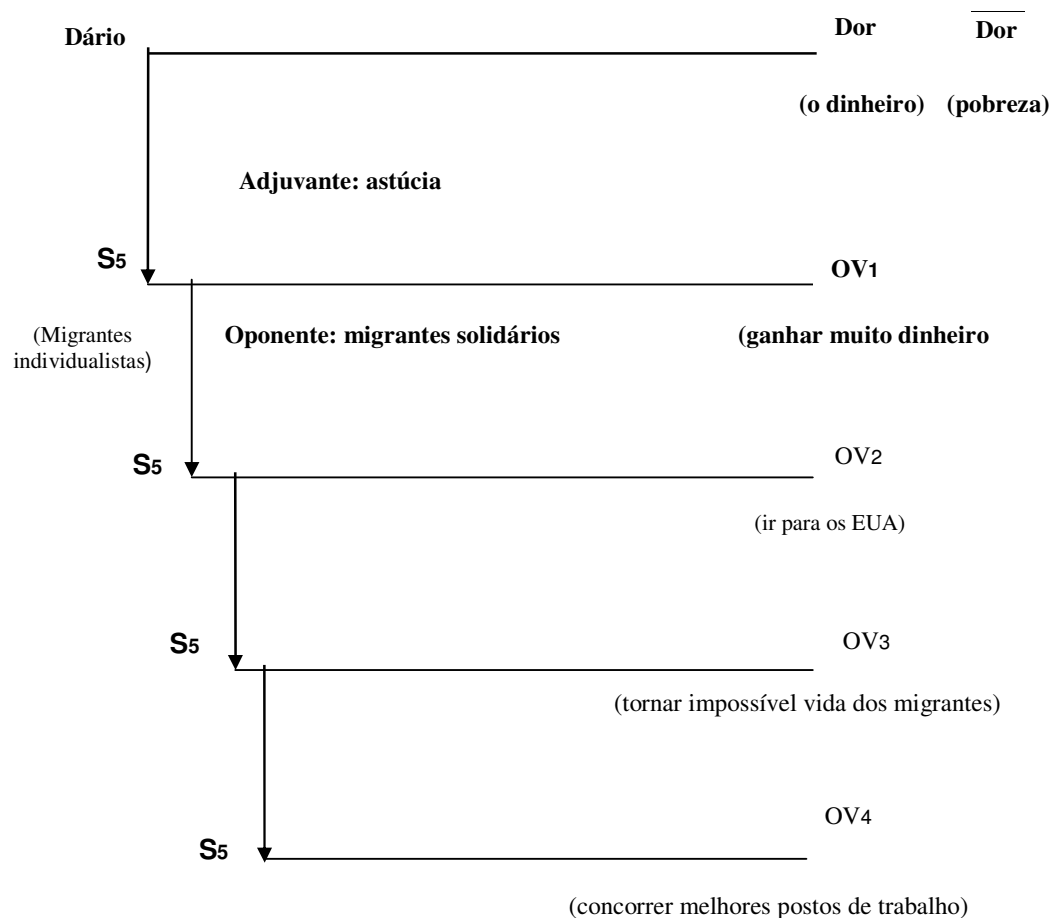 Dário Dor Dor
(o dinheiro) (pobreza)
Adjuvante: astúcia
S5 OV1
(Migrantes
individualistas)
Oponente: migrantes solidários (ganhar muito dinheiro
S5 OV2
(ir para os EUA)
S5 OV3
(tornar impossível vida dos migrantes)
OV4
S5
(concorrer melhores postos de trabalho)